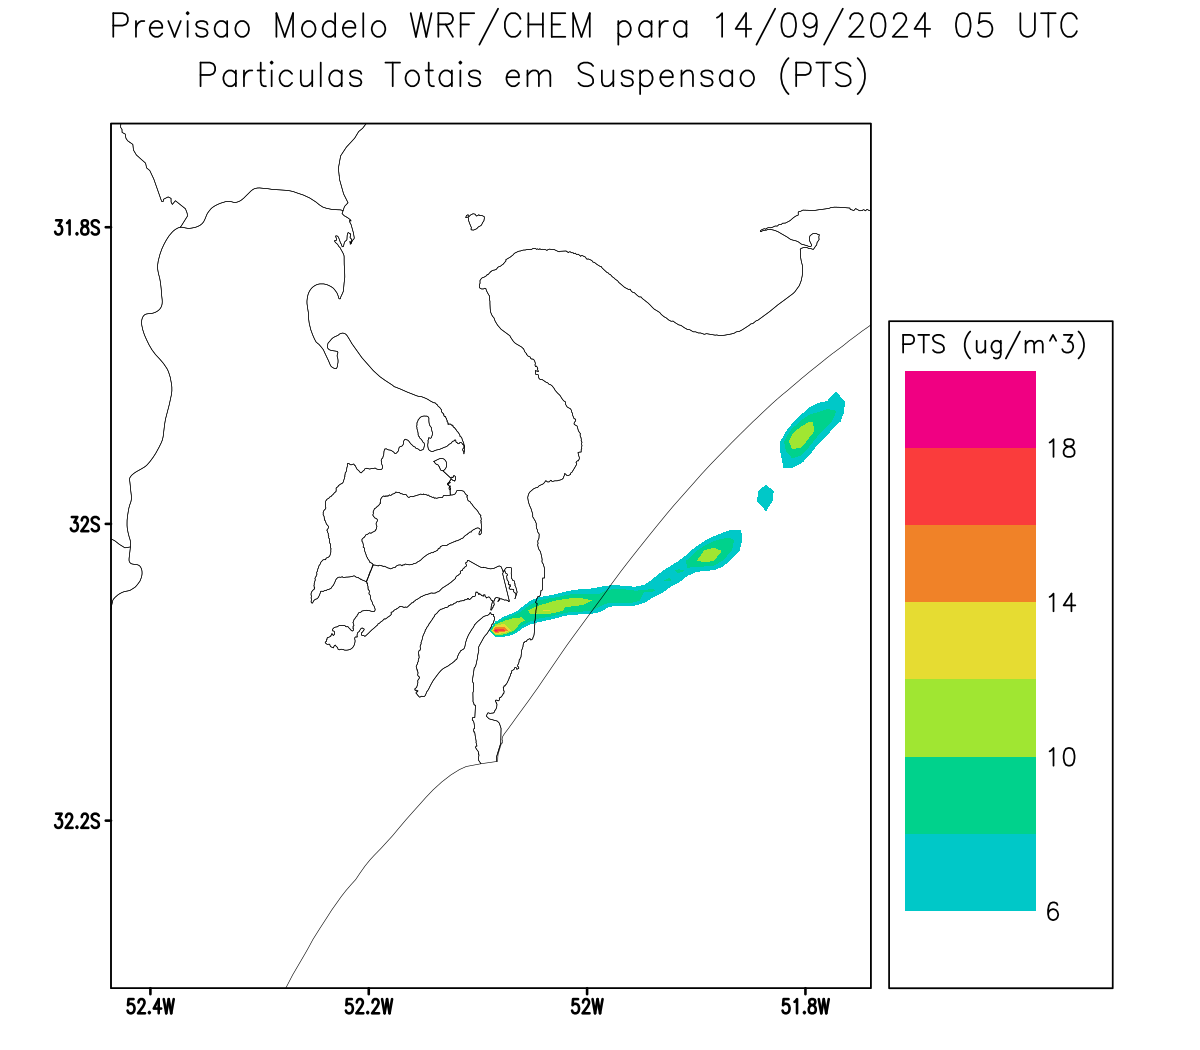 Previsao Modelo WRF/CHEM para 14/09/2024 05 UTC
Particulas Totais em Suspensao (PTS)
31.8S
32S
32.2S
52.4W
52.2W
52W
51.8W
PTS (ug/m^3)
18
14
10
6